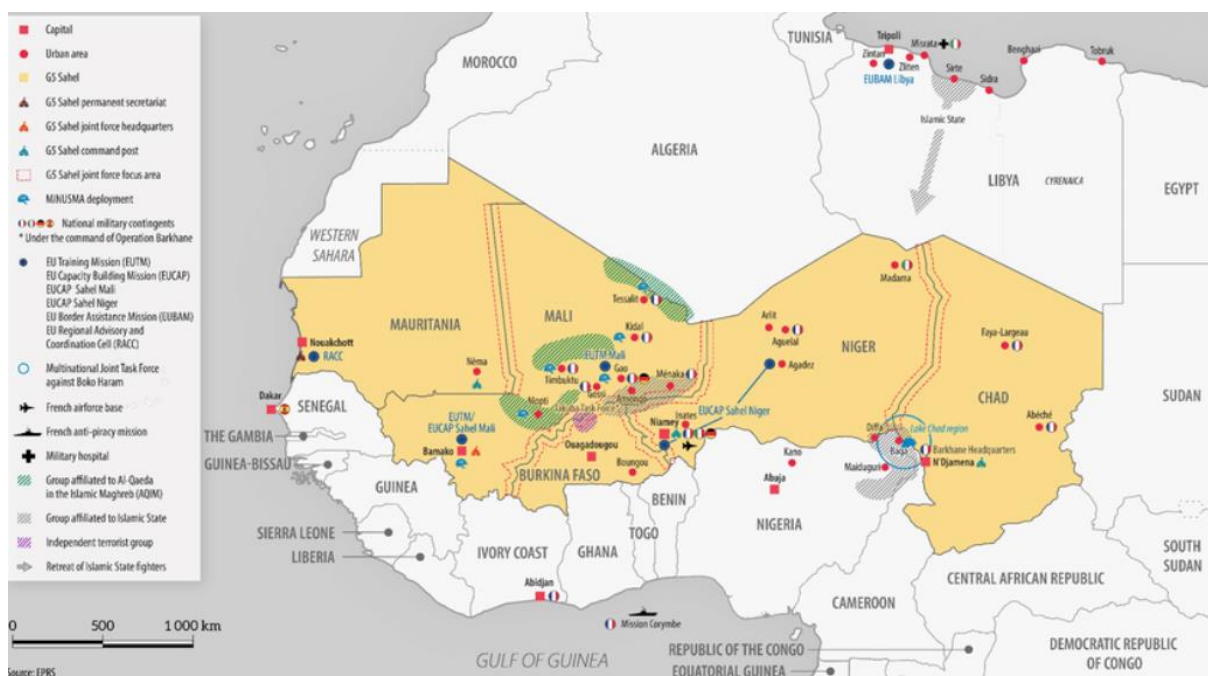 Capital
Urban area
G5 Sahel
G5 Sahel permanent secretariat
G5 Sahel joint force headquarters
G5 Sahel command post
G5 Sahel joint force focus area
MINUSMA deployment
National military contingents
* Under the command of Operation Barkhane
EU Training Mission (EUTM)
EU Capacity Building Mission (EUCAP)
EUCAP Sahel Mali
EUCAP Sahel Niger
EU Border Assistance Mission (EUBAM)
EU Regional Advisory and
Coordination Cell (RACC)
Multinational Joint Task Force
against Boko Haram
French airforce base
French anti-piracy mission
Military hospital
Group affiliated to Al-Qaeda
in the Islamic Maghreb (AQIM)
Group affiliated to Islamic State
Independent terrorist group
Retreat of Islamic State fighters
0 500 1 000 km
Source: EPRS
MOROCCO
TUNISIA
ALGERIA
Tripoli
Misrata
Zintan
Zliten
EUBAM Libya
Sirte
Sidra
Benghazi
Tobruk
Islamic State
LIBYA
CYRENAICA
EGYPT
WESTERN
SAHARA
MAURITANIA
Nouakchott
RACC
Néma
MALI
Tessalit
Kidal
EUTM Mali
Timbuktu
Gao
Gossi
Ménaka
Ansongo
Mopti
Takuba Task Force
EUTM/
EUCAP Sahel Mali
Bamako
Ouagadougou
BURKINA FASO
Boungou
Niamey
Inates
EUCAP Sahel Niger
Arlit
Aguelal
Agadez
NIGER
Madama
Faya-Largeau
CHAD
Abéché
Diffa
Lake Chad region
Baga
Barkhane Headquarters
N'Djamena
Maiduguri
Kano
Abuja
NIGERIA
SUDAN
SOUTH
SUDAN
Dakar
SENEGAL
THE GAMBIA
GUINEA-BISSAU
GUINEA
SIERRA LEONE
LIBERIA
IVORY COAST
Abidjan
GHANA
TOGO
BENIN
Mission Corymbe
GULF OF GUINEA
CAMEROON
CENTRAL AFRICAN REPUBLIC
REPUBLIC OF THE CONGO
EQUATORIAL GUINEA
DEMOCRATIC REPUBLIC
OF CONGO